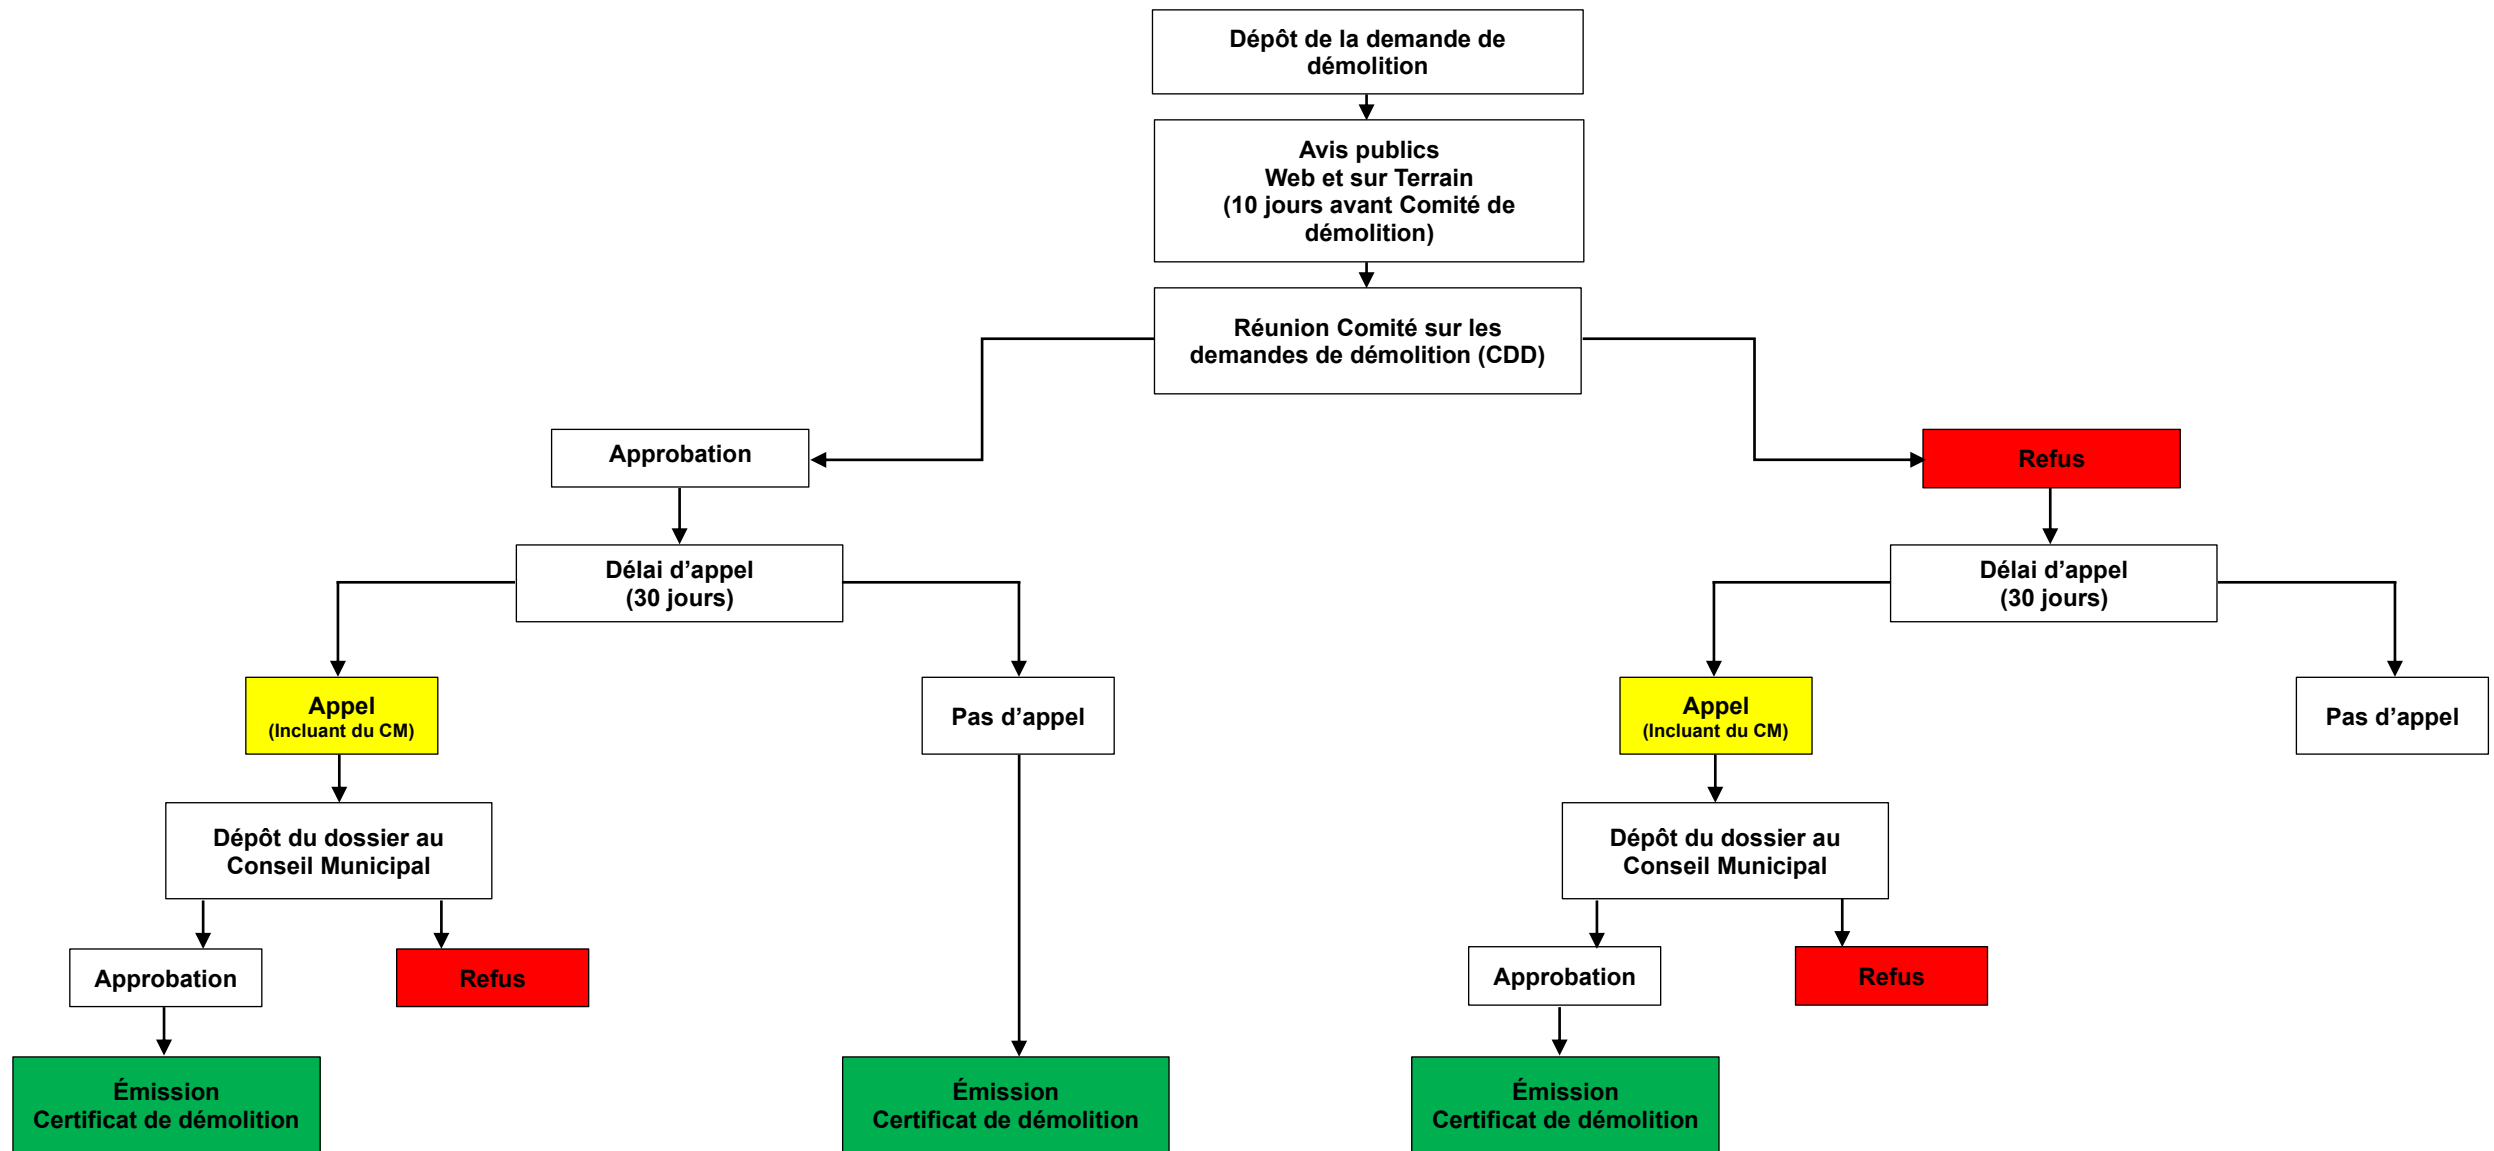 Dépôt de la demande de
démolition
Avis publics
Web et sur Terrain
(10 jours avant Comité de
démolition)
Réunion Comité sur les
demandes de démolition (CDD)
Approbation
Refus
Délai d’appel
(30 jours)
Délai d’appel
(30 jours)
Appel
(Incluant du CM)
Pas d’appel
Appel
(Incluant du CM)
Pas d’appel
Dépôt du dossier au
Conseil Municipal
Dépôt du dossier au
Conseil Municipal
Approbation
Refus
Approbation
Refus
Émission
Certificat de démolition
Émission
Certificat de démolition
Émission
Certificat de démolition